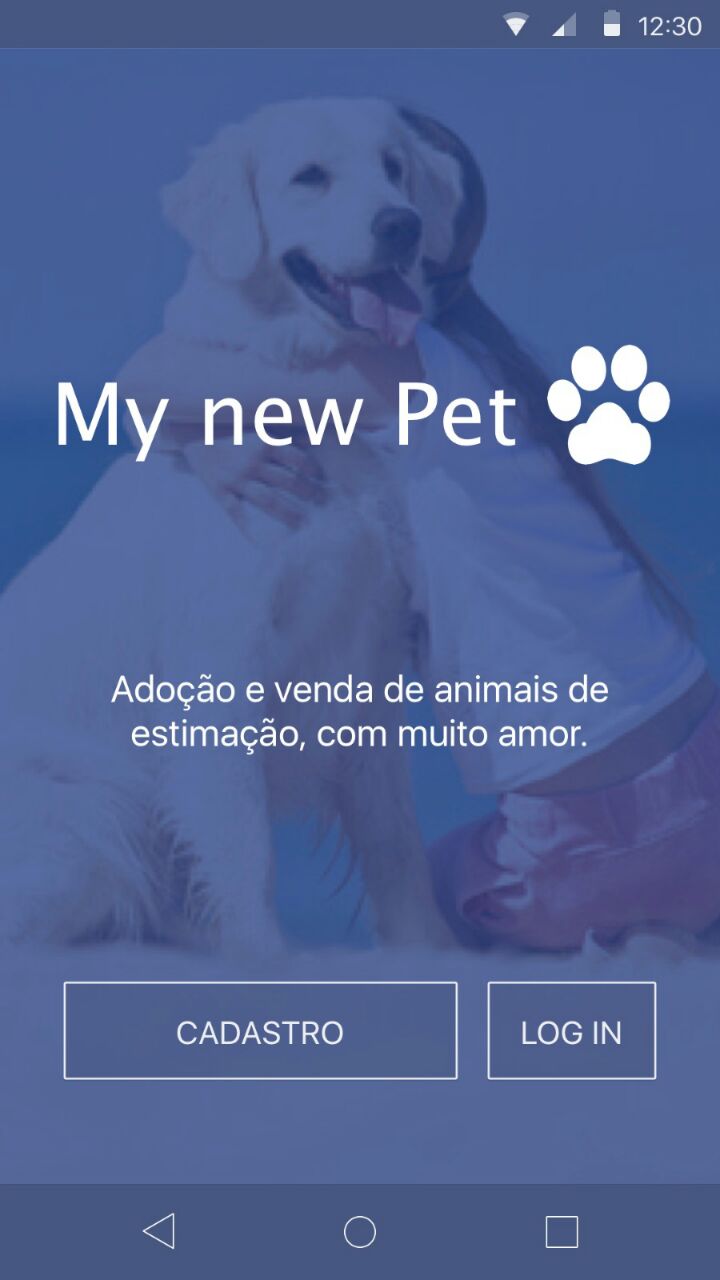 12:30
My new Pet
Adoção e venda de animais de
estimação, com muito amor.
CADASTRO
LOG IN